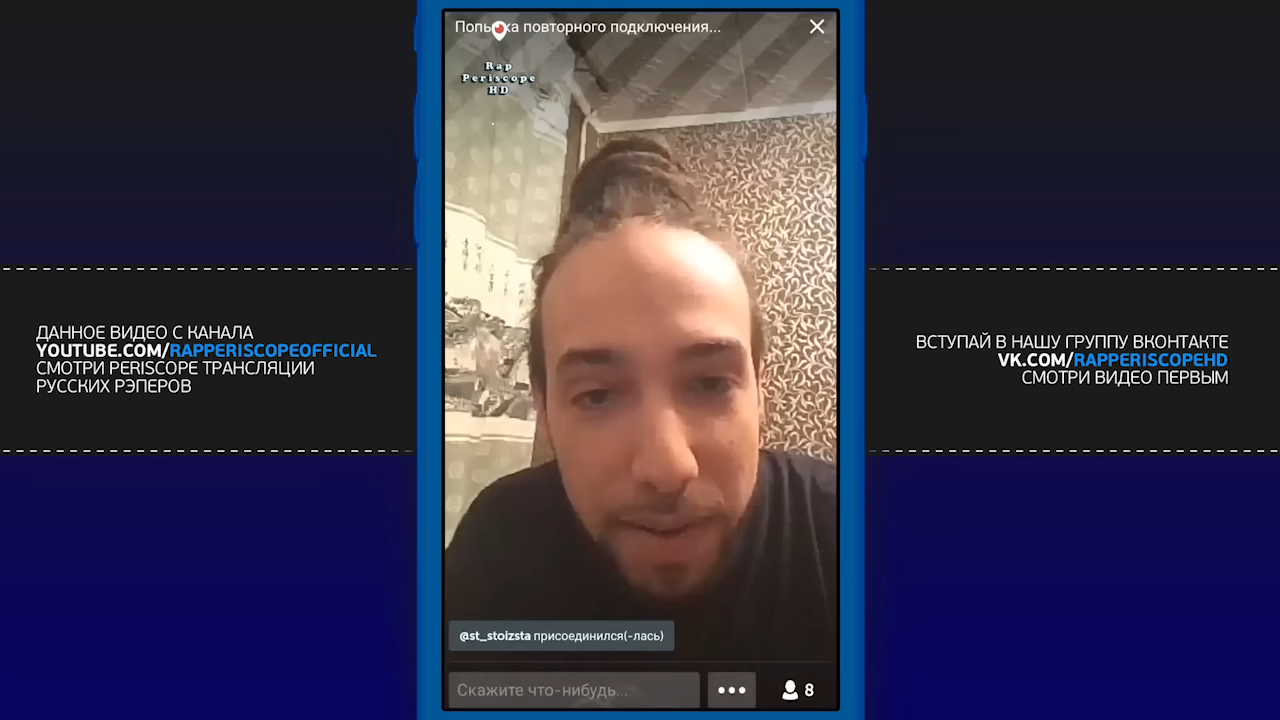 Попытка повторного подключения...
Rap
Periscope
HD
ДАННОЕ ВИДЕО С КАНАЛА
YOUTUBE.COM/RAPPERISCOPEOFFICIAL
СМОТРИ PERISCOPE ТРАНСЛЯЦИИ
РУССКИХ РЭПЕРОВ
ВСТУПАЙ В НАШУ ГРУППУ ВКОНТАКТЕ
VK.COM/RAPPERISCOPEHD
СМОТРИ ВИДЕО ПЕРВЫМ
@st_stoizsta присоединился(-лась)
Скажите что-нибудь...
8